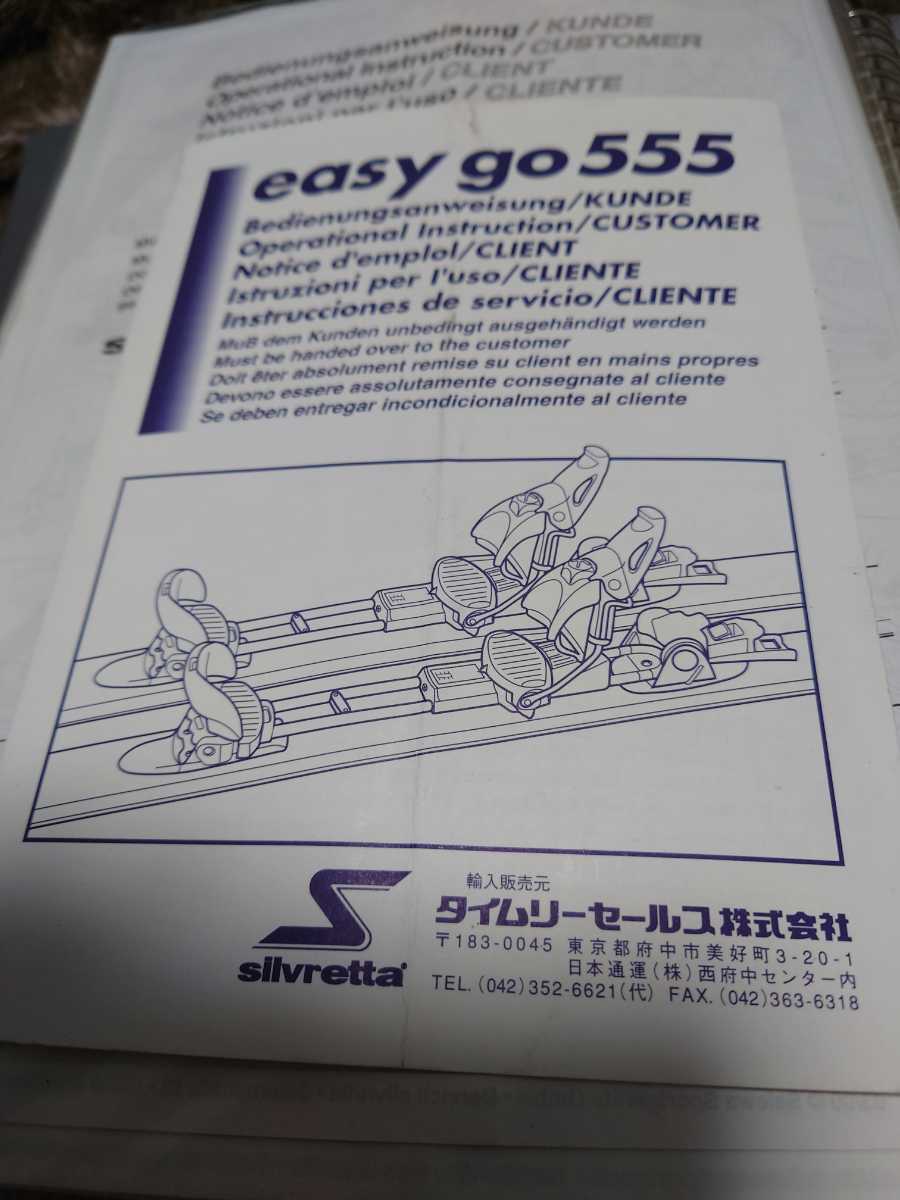 Bedienungsanweisung / KUNDE
Operational Instruction / CUSTOMER
Notice d'emploi / CLIENT
l'uso / CLIENTE
easy go 555
Bedienungsanweisung/KUNDE
Operational Instruction/CUSTOMER
Notice d'emploI/CLIENT
Istruzioni per l'uso/CLIENTE
Instrucciones de servicio/CLIENTE
Muß dem Kunden unbedingt ausgehändigt werden
Must be handed over to the customer
Doit êter absolument remise su client en mains propres
Devono essere assolutamente consegnate al cliente
Se deben entregar incondicionalmente al cliente
silvretta
輸入販売元
タイムリーセールス株式会社
〒183-0045 東京都府中市美好町3-20-1
日本通運(株)西府中センター内
TEL.(042)352-6621(代) FAX.(042)363-6318